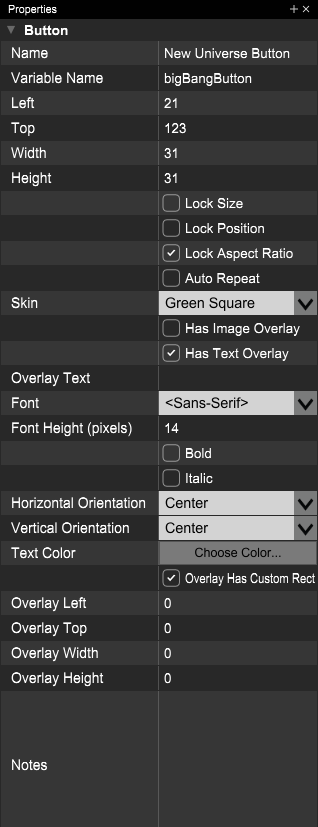 Properties
Button
Name New Universe Button
Variable Name bigBangButton
Left 21
Top 123
Width 31
Height 31
Lock Size
Lock Position
Lock Aspect Ratio
Auto Repeat
Skin Green Square
Has Image Overlay
Has Text Overlay
Overlay Text
Font <Sans-Serif>
Font Height (pixels) 14
Bold
Italic
Horizontal Orientation Center
Vertical Orientation Center
Text Color Choose Color...
Overlay Has Custom Rect
Overlay Left 0
Overlay Top 0
Overlay Width 0
Overlay Height 0
Notes